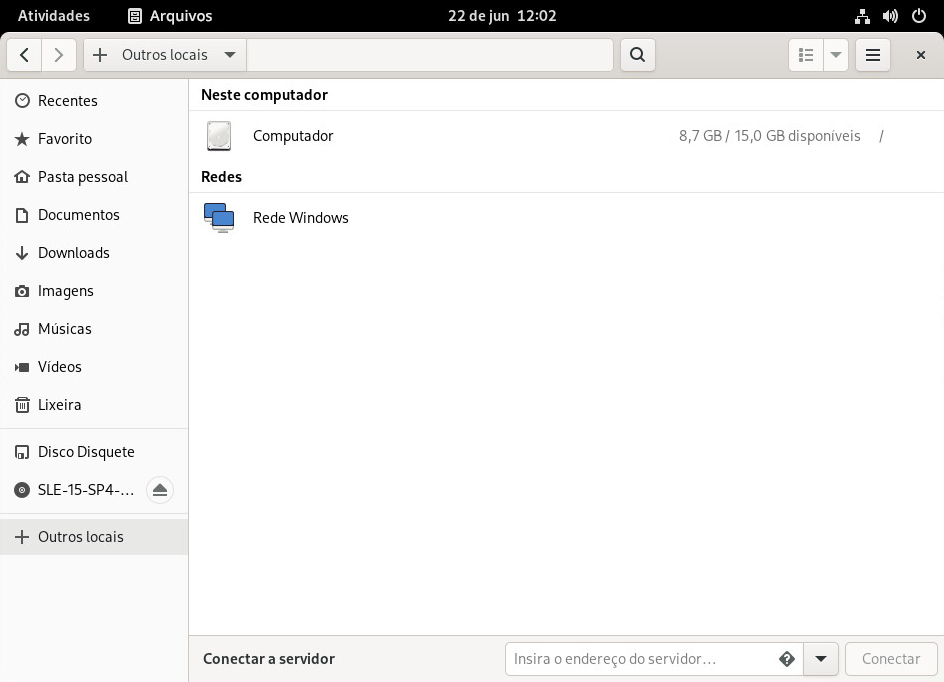 Atividades Arquivos 22 de jun 12:02
Outros locais
Recentes
Favorito
Pasta pessoal
Documentos
Downloads
Imagens
Músicas
Vídeos
Lixeira
Disco Disquete
SLE-15-SP4-...
Outros locais
Neste computador
Computador 8,7 GB / 15,0 GB disponíveis /
Redes
Rede Windows
Conectar a servidor Insira o endereço do servidor... Conectar